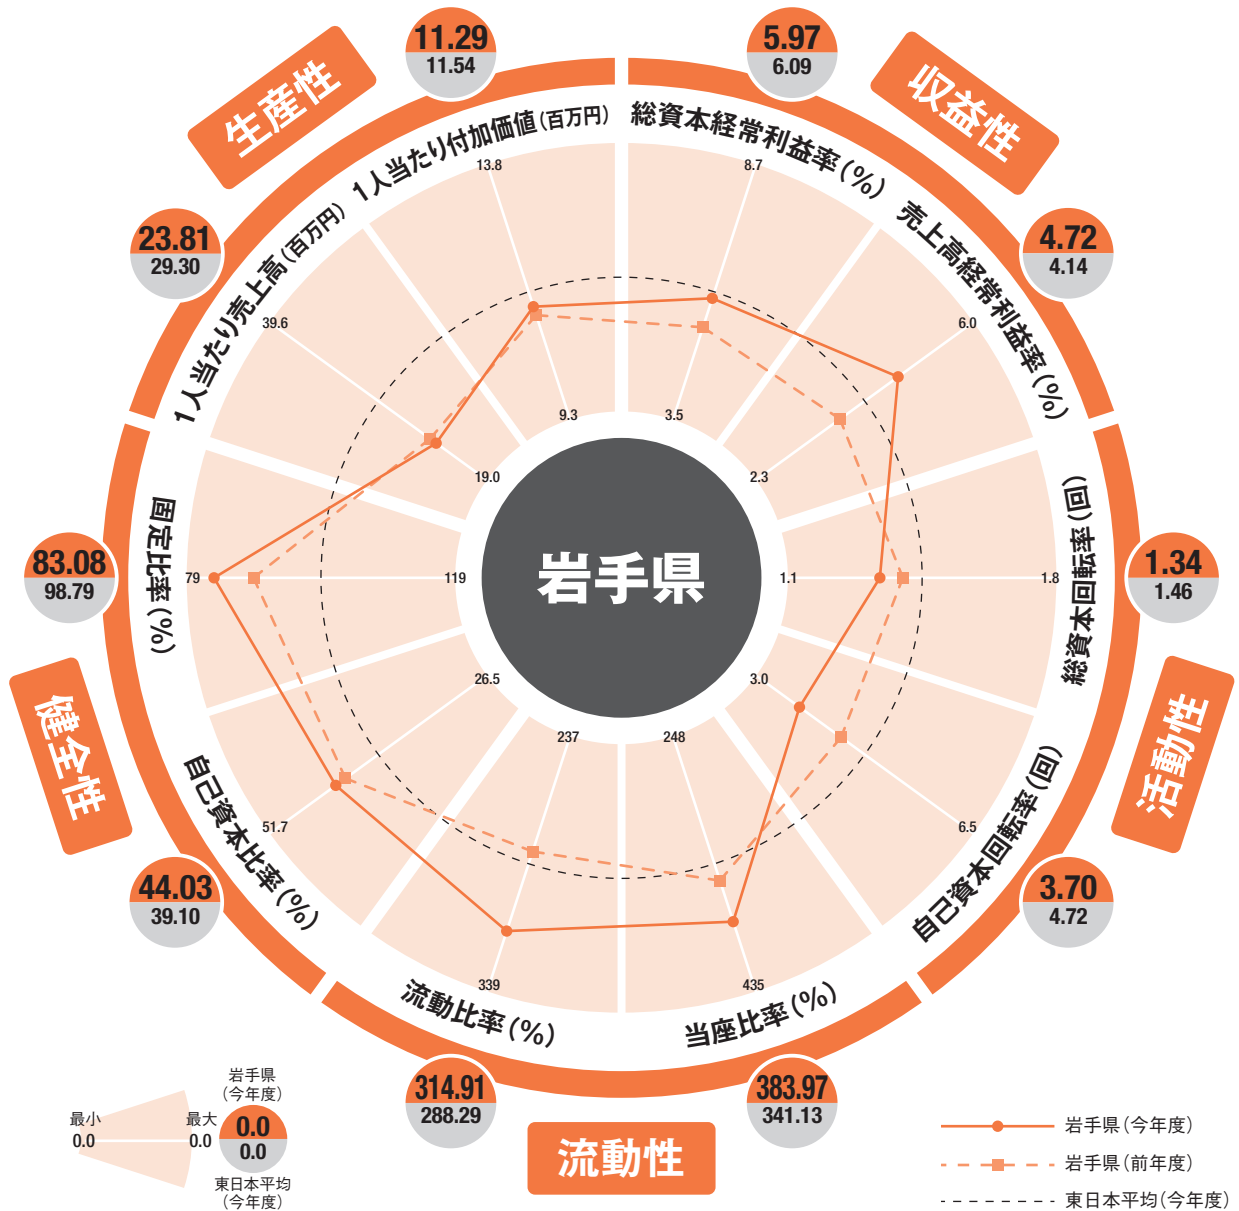 岩手県
収益性
総資本経常利益率(%)
5.97
6.09
8.7
3.5
売上高経常利益率(%)
4.72
4.14
6.0
2.3
活動性
総資本回転率(回)
1.34
1.46
1.8
1.1
自己資本回転率(回)
3.70
4.72
6.5
3.0
流動性
当座比率(%)
383.97
341.13
435
248
流動比率(%)
314.91
288.29
339
237
健全性
自己資本比率(%)
44.03
39.10
51.7
26.5
固定比率(%)
83.08
98.79
79
119
生産性
1人当たり売上高(百万円)
23.81
29.30
39.6
19.0
1人当たり付加価値(百万円)
11.29
11.54
13.8
9.3
岩手県
(今年度)
最小
0.0
最大
0.0
0.0
0.0
東日本平均
(今年度)
岩手県(今年度)
岩手県(前年度)
東日本平均(今年度)